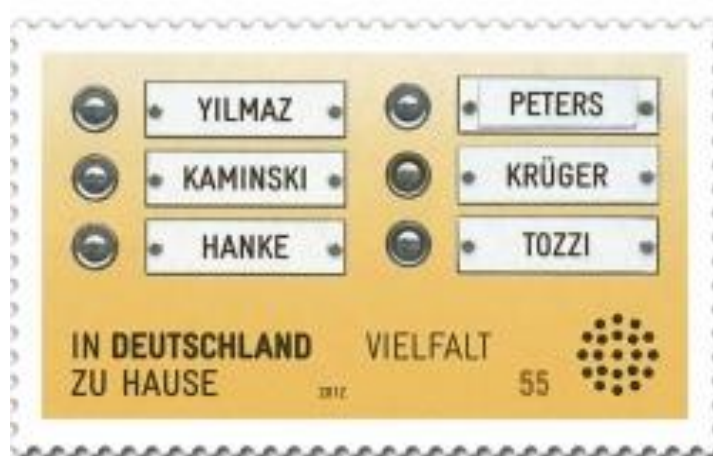 YILMAZ
PETERS
KAMINSKI
KRÜGER
HANKE
TOZZI
IN DEUTSCHLAND
ZU HAUSE
VIELFALT
2012
55